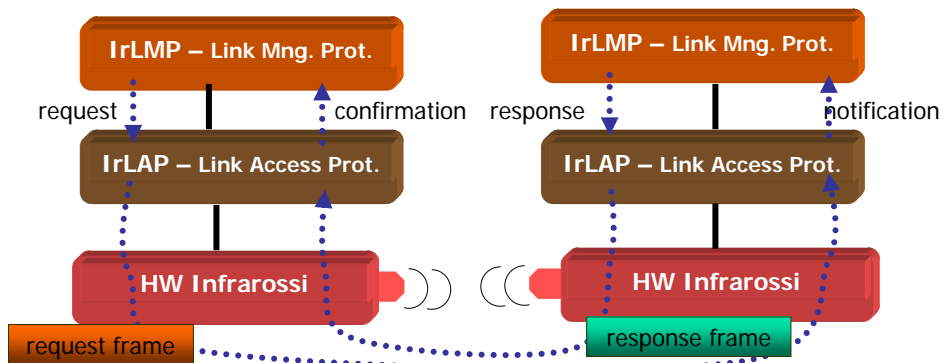 IrLMP – Link Mng. Prot.
IrLMP – Link Mng. Prot.
request
confirmation
response
notification
IrLAP – Link Access Prot.
IrLAP – Link Access Prot.
HW Infrarossi
HW Infrarossi
request frame
response frame